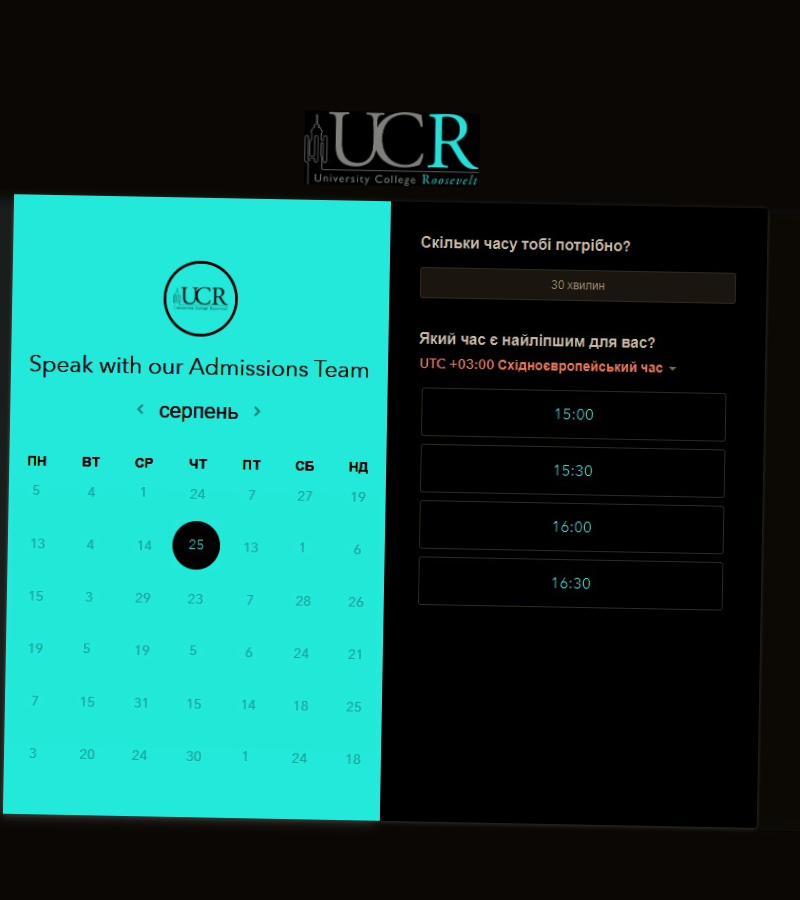 UCR
University College Roosevelt
UCR
Speak with our Admissions Team
серпень
ПН ВТ СР ЧТ ПТ СБ НД
5 4 1 24 7 27 19
13 4 14 25 13 1 6
15 3 29 23 7 28 26
19 5 19 5 6 24 21
7 15 31 15 14 18 25
3 20 24 30 1 24 18
Скільки часу тобі потрібно?
30 хвилин
Який час є найліпшим для вас?
UTC +03:00 Східноєвропейський час
15:00
15:30
16:00
16:30